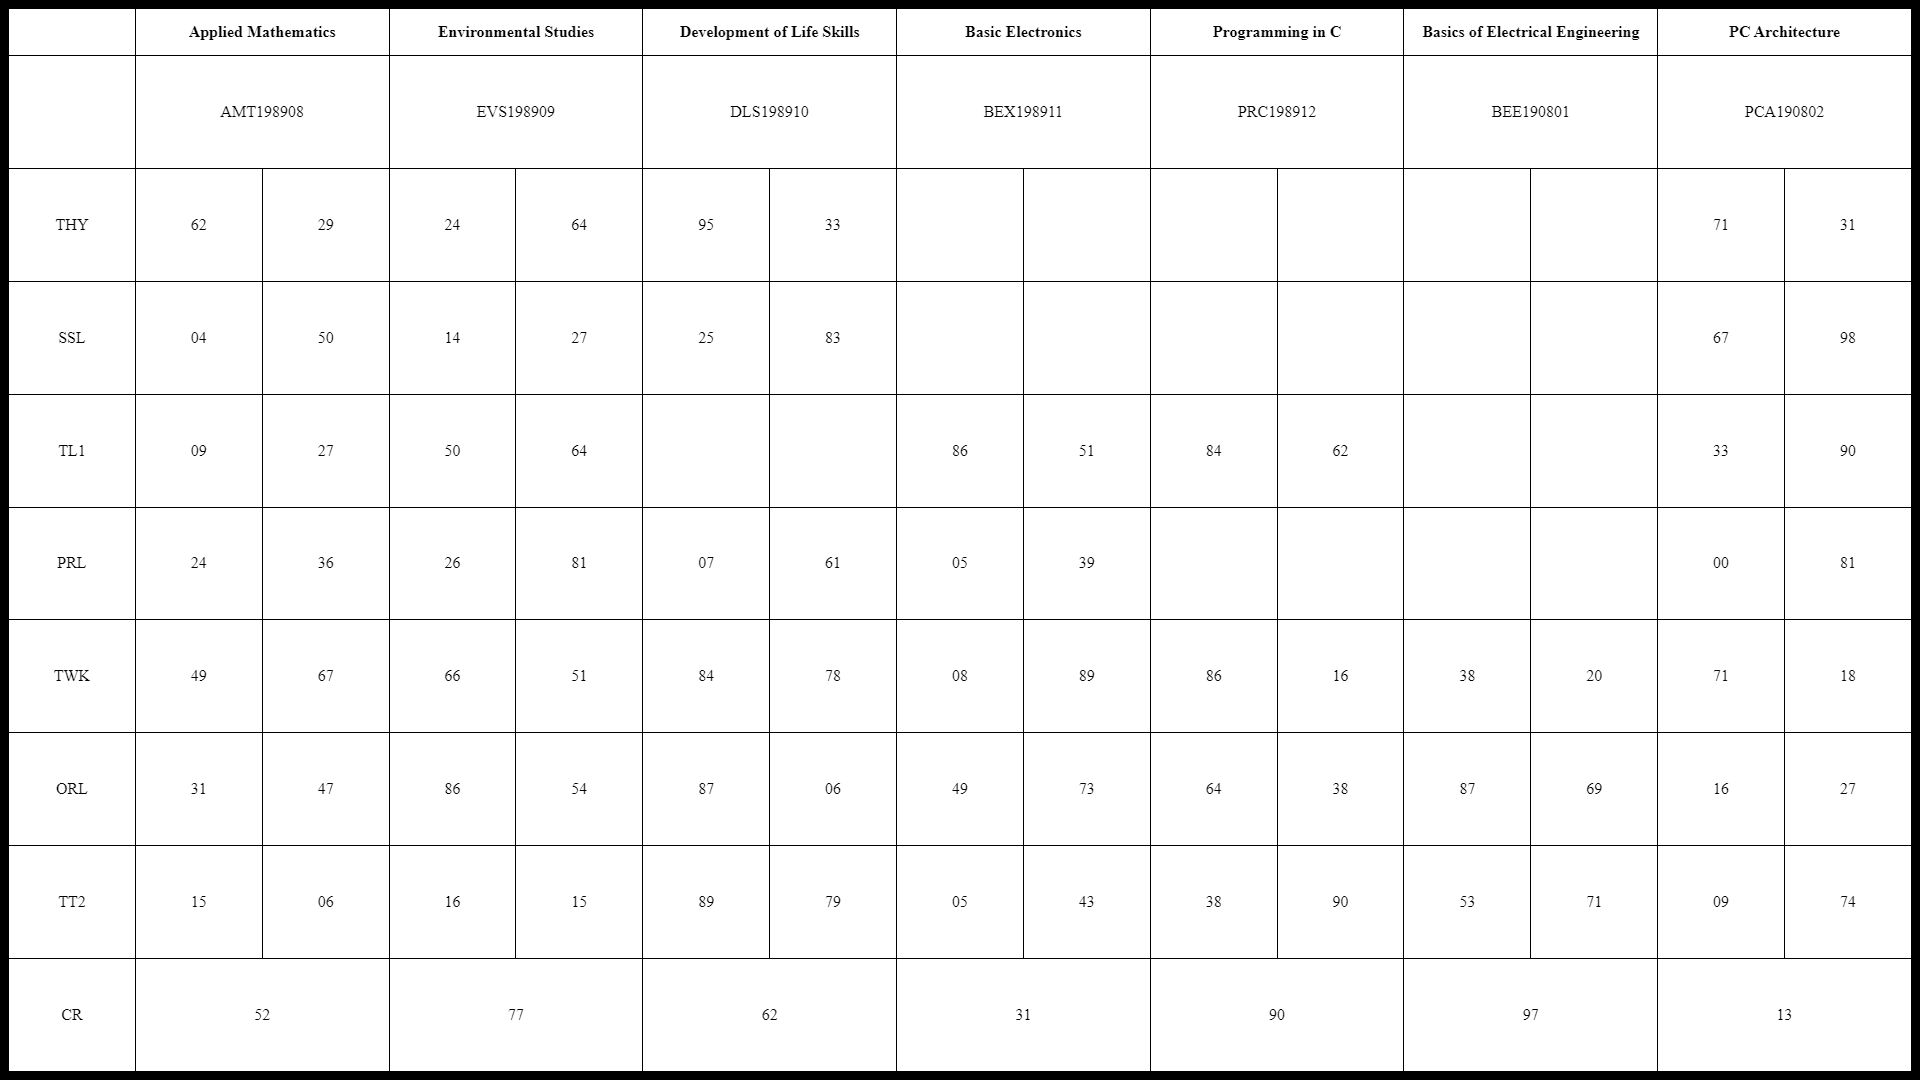 Applied Mathematics Environmental Studies Development of Life Skills Basic Electronics Programming in C Basics of Electrical Engineering PC Architecture
AMT198908 EVS198909 DLS198910 BEX198911 PRC198912 BEE190801 PCA190802
THY 62 29 24 64 95 33 71 31
SSL 04 50 14 27 25 83 67 98
TL1 09 27 50 64 86 51 84 62 33 90
PRL 24 36 26 81 07 61 05 39 00 81
TWK 49 67 66 51 84 78 08 89 86 16 38 20 71 18
ORL 31 47 86 54 87 06 49 73 64 38 87 69 16 27
TT2 15 06 16 15 89 79 05 43 38 90 53 71 09 74
CR 52 77 62 31 90 97 13